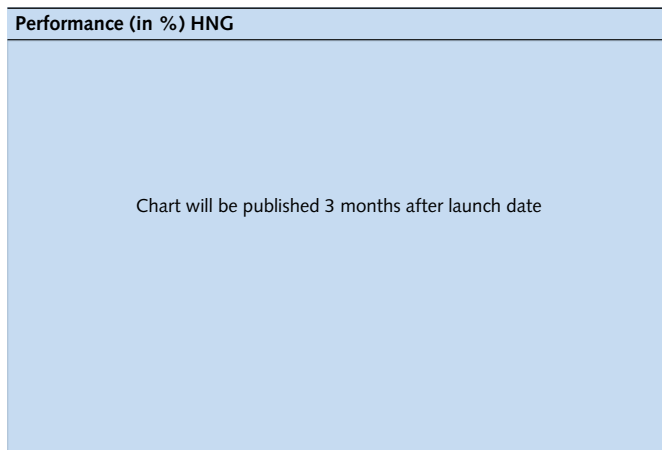 Performance (in %) HNG
Chart will be published 3 months after launch date